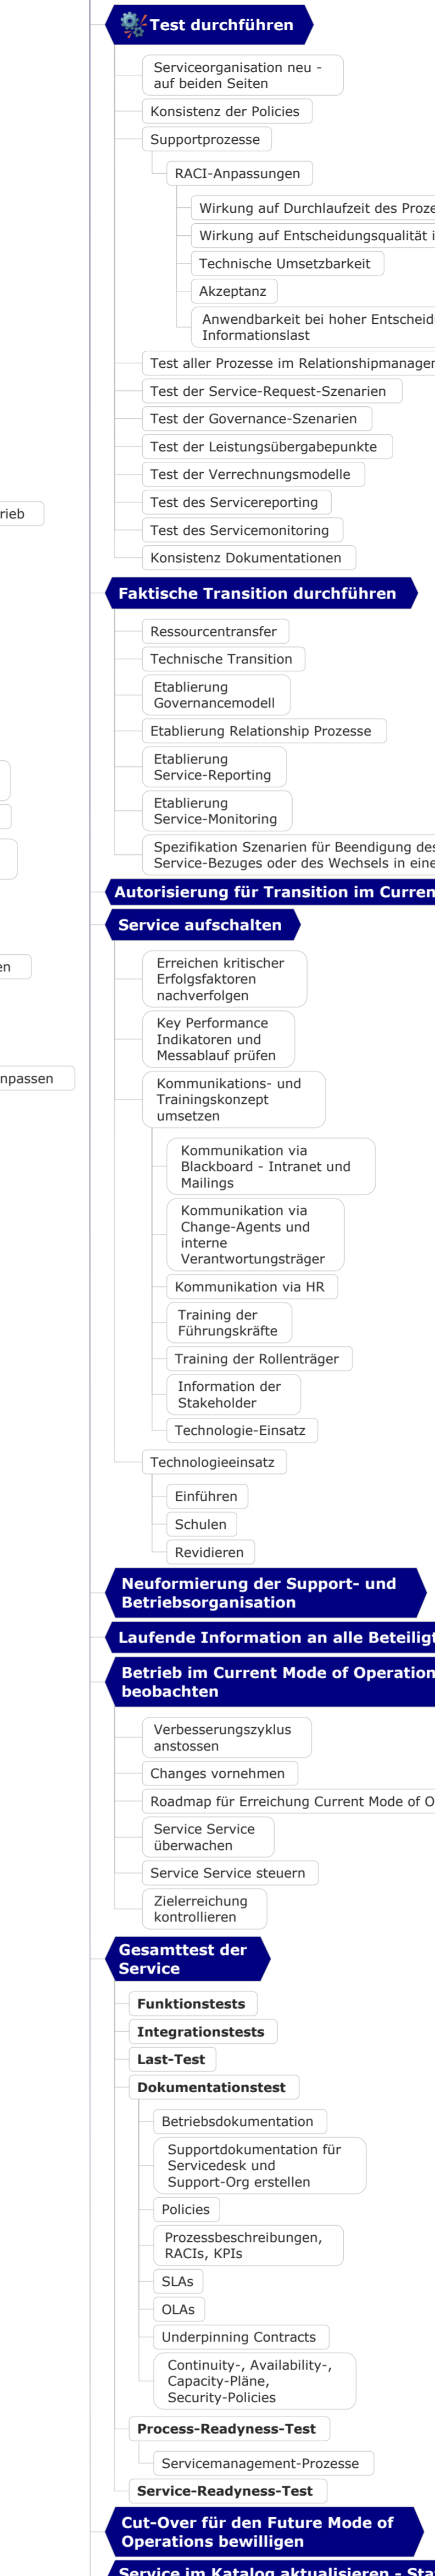 Test durchführen
Serviceorganisation neu -
auf beiden Seiten
Konsistenz der Policies
Supportprozesse
RACI-Anpassungen
Wirkung auf Durchlaufzeit des
Wirkung auf Entscheidungsqualität
Technische Umsetzbarkeit
Akzeptanz
Anwendbarkeit bei hoher
Informationslast
Test aller Prozesse im
Test der Service-Request-Szenarien
Test der Governance-Szenarien
Test der Leistungsübergabepunkte
Test der Verrechnungsmodelle
Test des Servicereporting
rieb
Test des Servicemonitoring
Konsistenz Dokumentationen
Faktische Transition durchführen
Ressourcentransfer
Technische Transition
Etablierung
Governancemodell
Etablierung Relationship Prozesse
Etablierung
Service-Reporting
Etablierung
Service-Monitoring
Spezifikation Szenarien für Beendigung
Service-Bezuges oder des Wechsels in
Autorisierung für Transition im
Service aufschalten
en
Erreichen kritischer
Erfolgsfaktoren
nachverfolgen
Key Performance
Indikatoren und
Messablauf prüfen
npassen
Kommunikations- und
Trainingskonzept
umsetzen
Kommunikation via
Blackboard - Intranet und
Mailings
Kommunikation via
Change-Agents und
interne
Verantwortungsträger
Kommunikation via HR
Training der
Führungskräfte
Training der Rollenträger
Information der
Stakeholder
Technologie-Einsatz
Technologieeinsatz
Einführen
Schulen
Revidieren
Neuformierung der Support- und
Betriebsorganisation
Laufende Information an alle
Betrieb im Current Mode of Operation
beobachten
Verbesserungszyklus
anstossen
Changes vornehmen
Roadmap für Erreichung Current Mode of
Service Service
überwachen
Service Service steuern
Zielerreichung
kontrollieren
Gesamttest der
Service
Funktionstests
Integrationstests
Last-Test
Dokumentationstest
Betriebsdokumentation
Supportdokumentation für
Servicedesk und
Support-Org erstellen
Policies
Prozessbeschreibungen,
RACIs, KPIs
SLAs
OLAs
Underpinning Contracts
Continuity-, Availability-,
Capacity-Pläne,
Security-Policies
Process-Readyness-Test
Servicemanagement-Prozesse
Service-Readyness-Test
Cut-Over für den Future Mode of
Operations bewilligen
Service im Katalog aktualisieren -